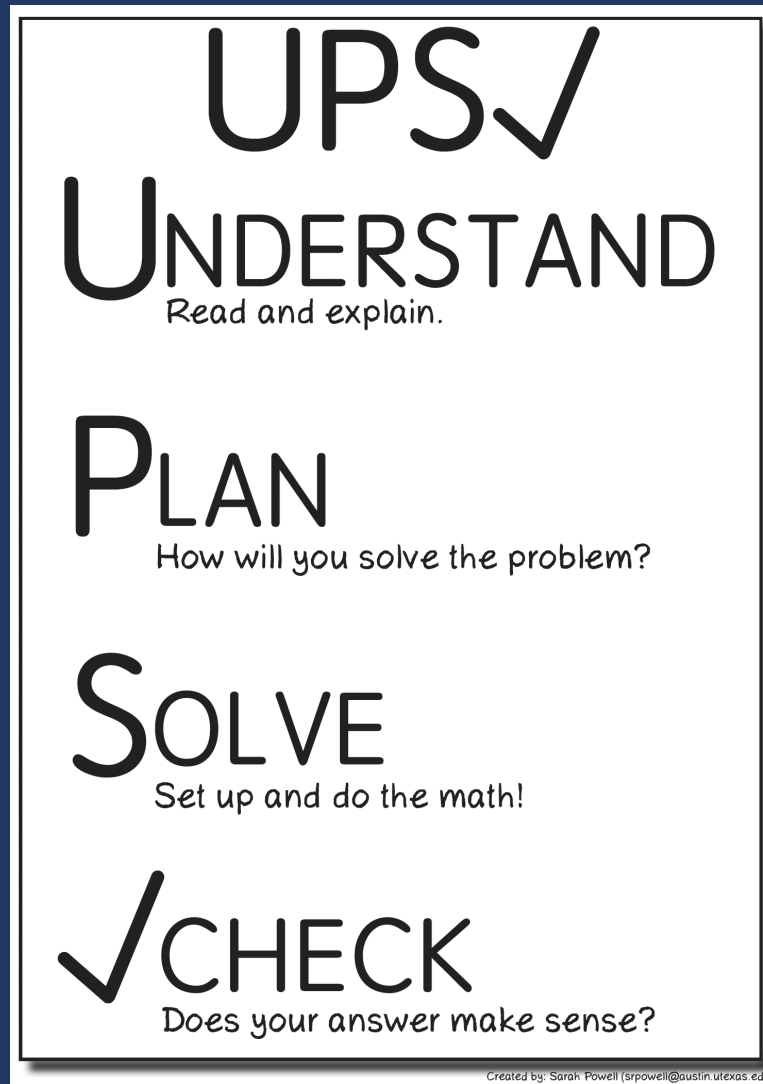 UPS✓
UNDERSTAND
Read and explain.
PLAN
How will you solve the problem?
SOLVE
Set up and do the math!
✓CHECK
Does your answer make sense?
Created by: Sarah Powell (srpowell@austin.utexas.ed